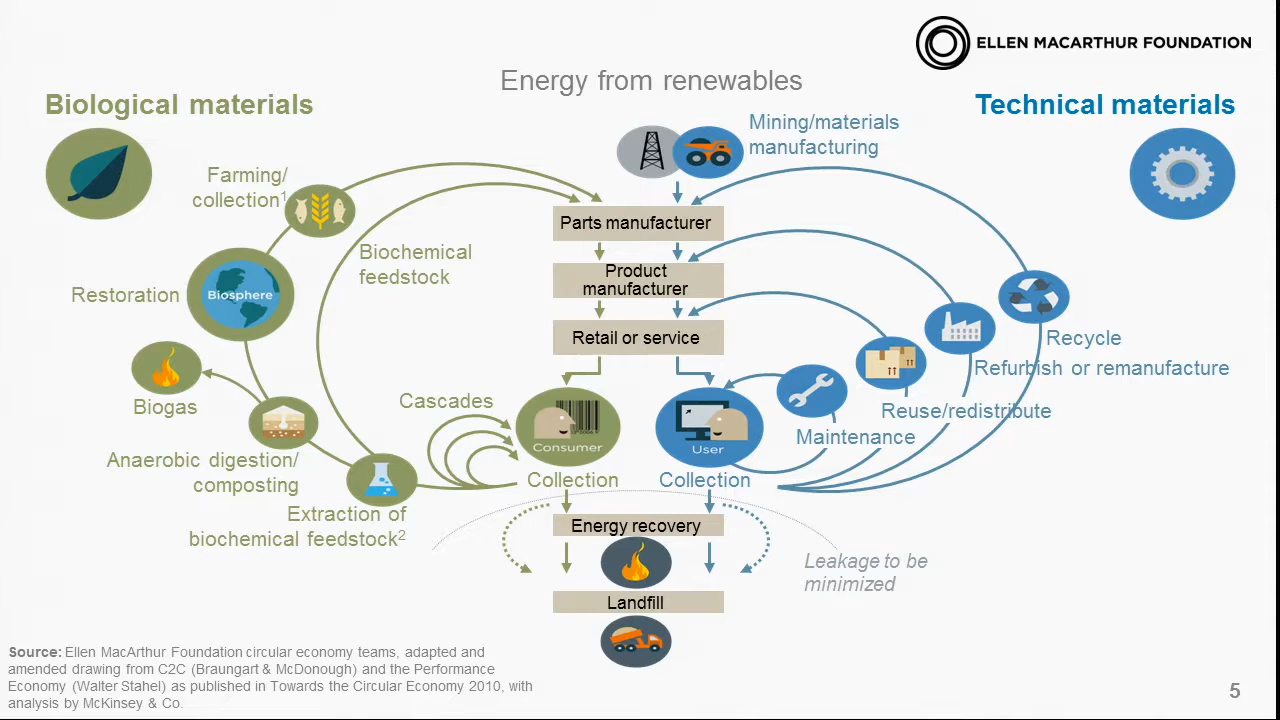 ELLEN MACARTHUR FOUNDATION
Energy from renewables
Biological materials
Technical materials
Mining/materials
manufacturing
Farming/
collection1
Parts manufacturer
Biochemical
feedstock
Product
manufacturer
Restoration
Biosphere
Retail or service
Recycle
Refurbish or remanufacture
Biogas
Cascades
Reuse/redistribute
Maintenance
Consumer
User
Anaerobic digestion/
composting
Collection
Collection
Extraction of
biochemical feedstock2
Energy recovery
Leakage to be
minimized
Landfill
Source: Ellen MacArthur Foundation circular economy teams, adapted and
amended drawing from C2C (Braungart & McDonough) and the Performance
Economy (Walter Stahel) as published in Towards the Circular Economy 2010, with
analysis by McKinsey & Co.
5